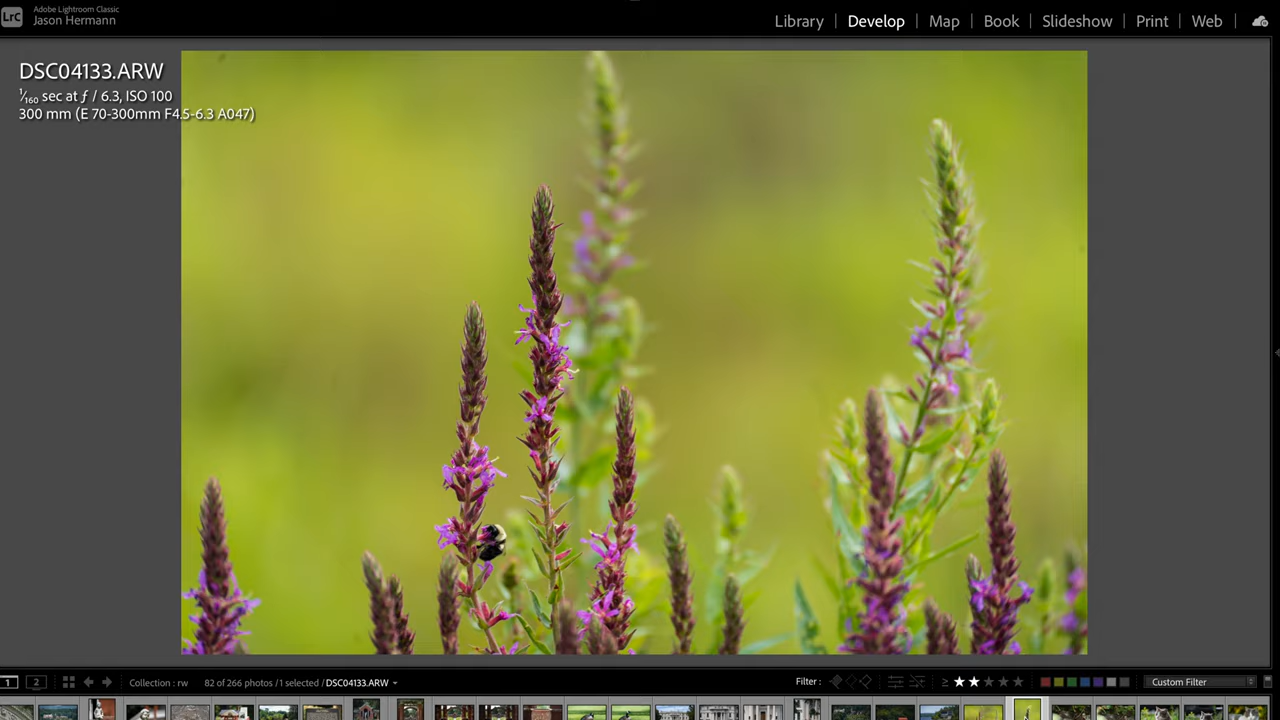 LrC
Adobe Lightroom Classic
Jason Hermann
Library | Develop | Map | Book | Slideshow | Print | Web
DSC04133.ARW
1/160 sec at ƒ / 6.3, ISO 100
300 mm (E 70-300mm F4.5-6.3 A047)
1 2 Collection : rw 82 of 266 photos / 1 selected / DSC04133.ARW Filter : ≥ ★★★★★ Custom Filter